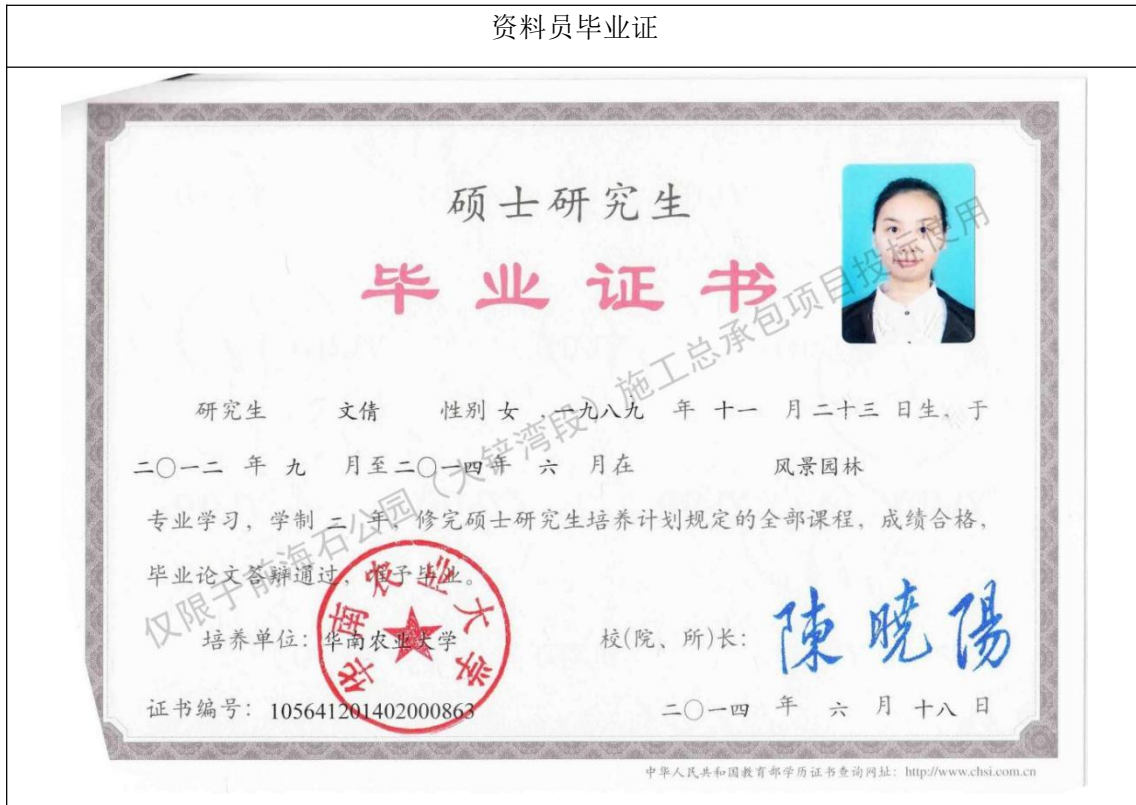 资料员毕业证
硕士研究生
毕业证书
研究生 文倩 性别 女 ,一九八九 年 十一 月 二十三 日生、于
二〇一二 年 九 月至二〇一四年 六 月在 风景园林
专业学习，学制 二 年，修完硕士研究生培养计划规定的全部课程，成绩合格，
毕业论文答辩通过，准予毕业。
培养单位：华南农业大学 校(院、所)长：陳曉陽
华南农业大学
证书编号：105641201402000863 二〇一四 年 六 月 十八 日
中华人民共和国教育部学历证书查询网址：http://www.chsi.com.cn
仅限于前海石公园（大铲湾段）施工总承包项目投标使用